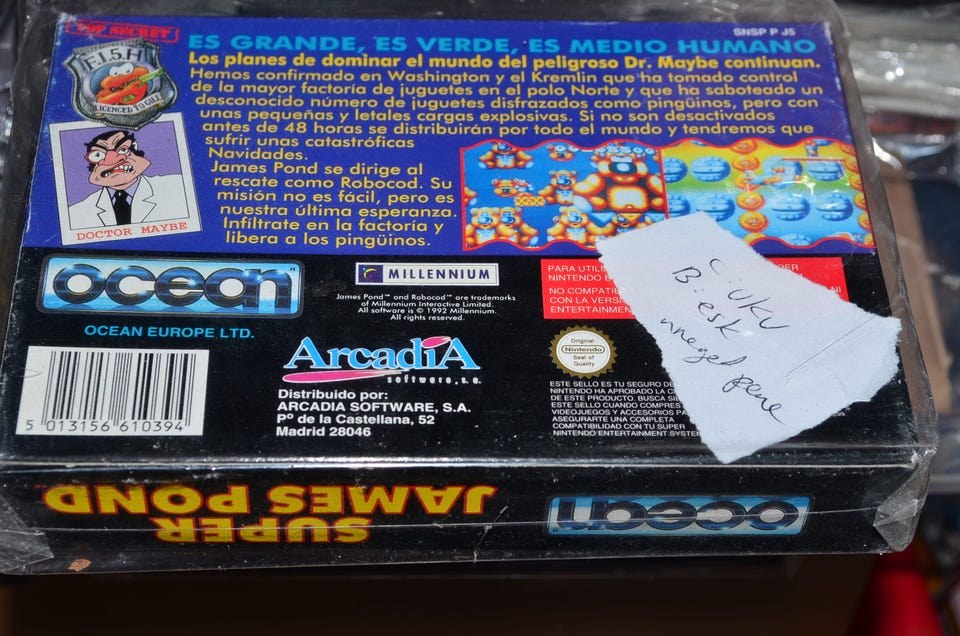 TOP SECRET
F.I.S.H
LICENCED TO GILL
SNSP P J5
ES GRANDE, ES VERDE, ES MEDIO HUMANO
Los planes de dominar el mundo del peligroso Dr. Maybe continuan.
Hemos confirmado en Washington y el Kremlin que ha tomado control
de la mayor factoría de juguetes en el polo Norte y que ha saboteado un
desconocido número de juguetes disfrazados como pingüinos, pero con
unas pequeñas y letales cargas explosivas. Si no son desactivados
antes de 48 horas se distribuirán por todo el mundo y tendremos que
sufrir unas catastróficas
Navidades.
James Pond se dirige al
rescate como Robocod. Su
misión no es fácil, pero es
nuestra última esperanza.
Infíltrate en la factoría y
libera a los pingüinos.
DOCTOR MAYBE
ocean
OCEAN EUROPE LTD.
MILLENNIUM
James Pond™ and Robocod™ are trademarks
of Millennium Interactive Limited.
All software is © 1992 Millennium.
All rights reserved.
PARA UTILI
NINTENDO
NO COMPATI
CON LA VERS
ENTERTAINMEN
5 013156 610394
ArcadiA
software, s.a.
Distribuido por:
ARCADIA SOFTWARE, S.A.
Pº de la Castellana, 52
Madrid 28046
Original
Nintendo
Seal of
Quality
ESTE SELLO ES TU SEGURO DE
NINTENDO HA APROBADO LA C
DE ESTE PRODUCTO. BUSCA SI
ESTE SELLO CUANDO COMPRES
VIDEOJUEGOS Y ACCESORIOS PA
ASEGURARTE UNA COMPLETA
COMPATIBILIDAD CON TU SUPER
NINTENDO ENTERTAINMENT SYSTEM
SUPER
JAMES POND
ocean